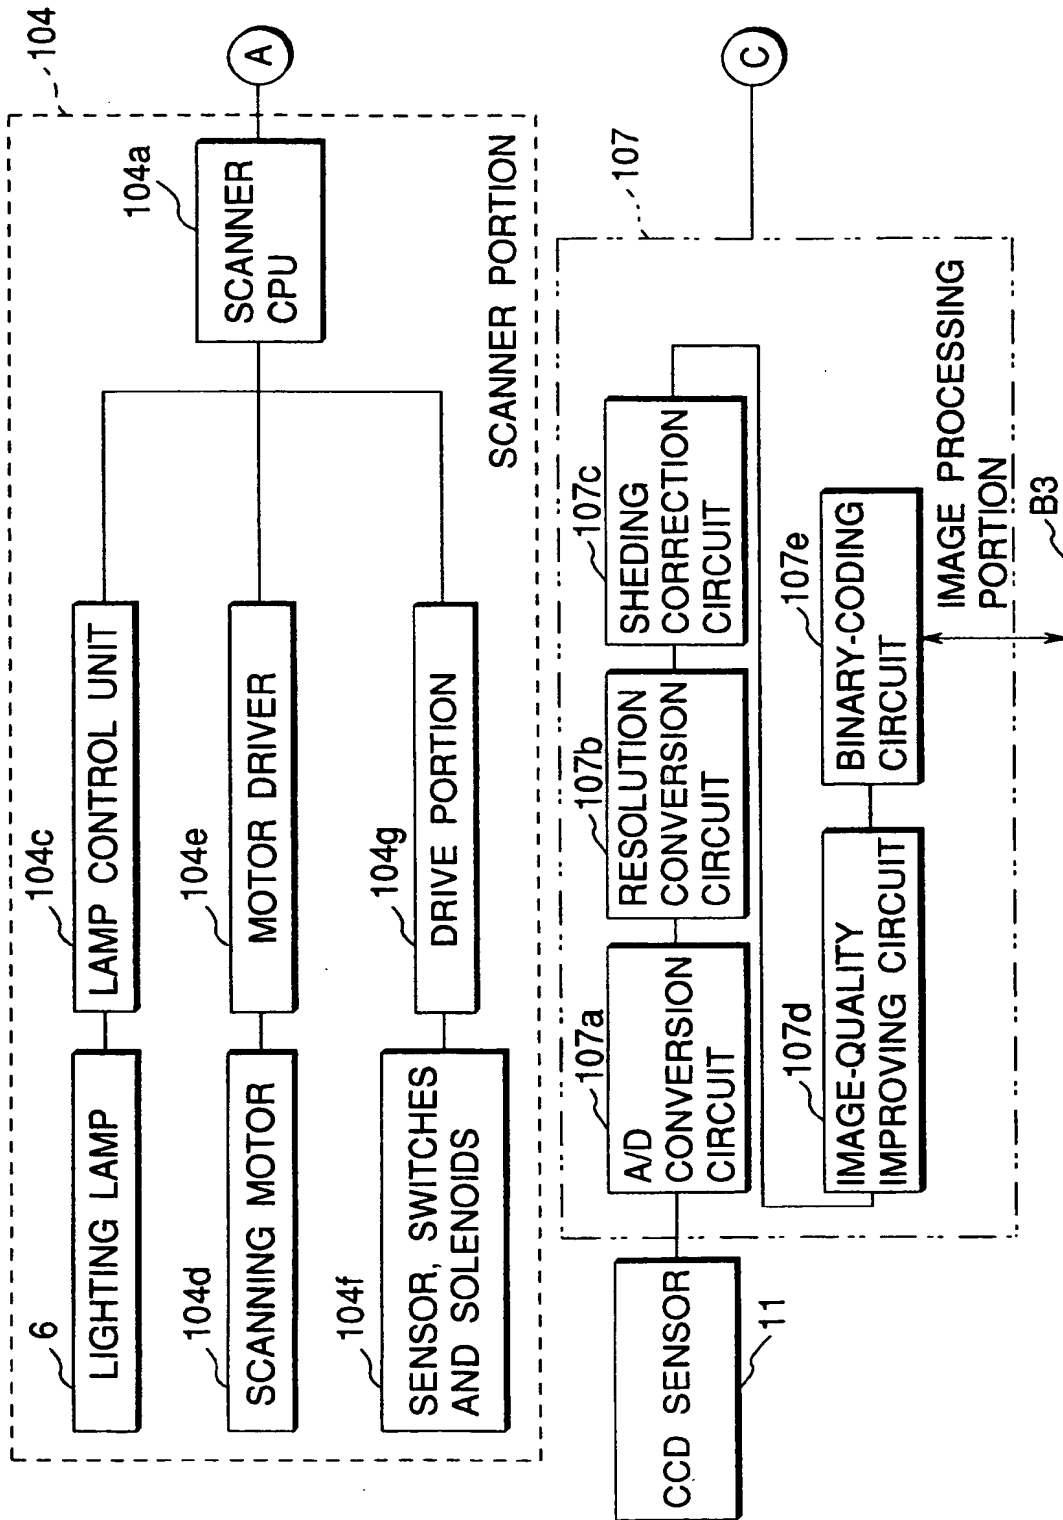 104
A
104a
SCANNER
CPU
SCANNER PORTION
104c
LAMP CONTROL UNIT
6
LIGHTING LAMP
104e
MOTOR DRIVER
104d
SCANNING MOTOR
104g
DRIVE PORTION
104f
SENSOR, SWITCHES
AND SOLENOIDS
C
107
11
CCD SENSOR
107a
A/D
CONVERSION
CIRCUIT
107b
RESOLUTION
CONVERSION
CIRCUIT
107c
SHEDING
CORRECTION
CIRCUIT
107d
IMAGE-QUALITY
IMPROVING CIRCUIT
107e
BINARY-CODING
CIRCUIT
IMAGE PROCESSING
PORTION
B3